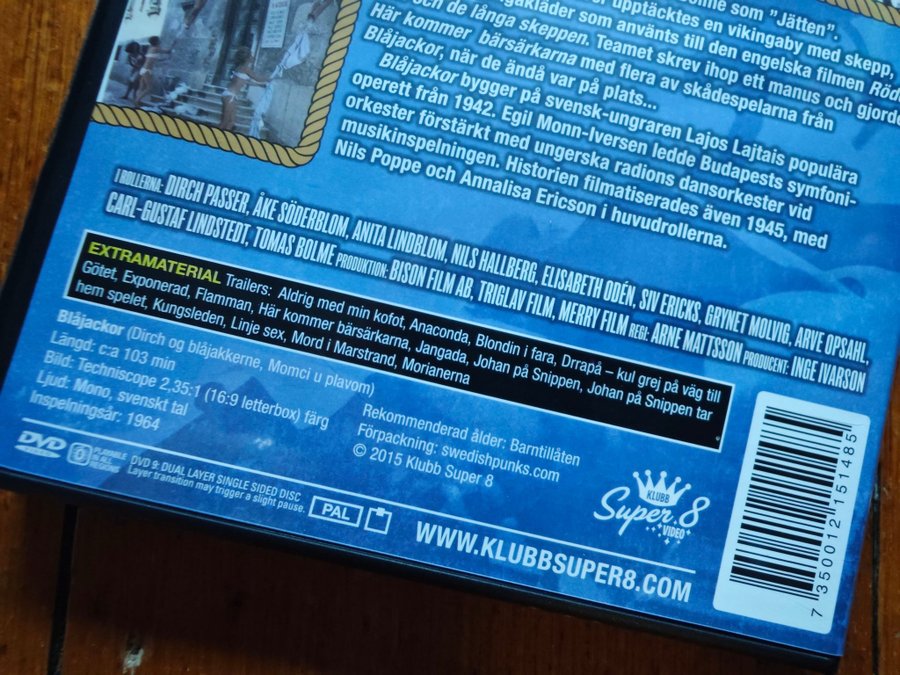 som "Jätten".
upptäcktes en vikingaby med skepp,
som använts till den engelska filmen Röd
och de långa skeppen. Teamet skrev ihop ett manus och gjord
Här kommer bärsärkarna med flera av skådespelarna från
Blåjackor, när de ändå var på plats...
Blåjackor bygger på svensk-ungraren Lajos Lajtais populära
operett från 1942. Egil Monn-Iversen ledde Budapests symfoni-
orkester förstärkt med ungerska radions dansorkester vid
musikinspelningen. Historien filmatiserades även 1945, med
Nils Poppe och Annalisa Ericson i huvudrollerna.
I ROLLERNA: DIRCH PASSER, ÅKE SÖDERBLOM, ANITA LINDBLOM, NILS HALLBERG, ELISABETH ODÉN, SIV ERICKS, GRYNET MOLVIG, ARVE OPSAHL,
CARL-GUSTAF LINDSTEDT, TOMAS BOLME PRODUKTION: BISON FILM AB, TRIGLAV FILM, MERRY FILM REGI: ARNE MATTSSON PRODUCENT: INGE IVARSON
EXTRAMATERIAL Trailers: Aldrig med min kofot, Anaconda, Blondin i fara, Drrapå – kul grej på väg till
Götet, Exponerad, Flamman, Här kommer bärsärkarna, Jangada, Johan på Snippen, Johan på Snippen tar
hem spelet, Kungsleden, Linje sex, Mord i Marstrand, Morianerna
Blåjackor (Dirch og blåjakkerne, Momci u plavom)
Längd: c:a 103 min
Bild: Techniscope 2,35:1 (16:9 letterbox) färg
Ljud: Mono, svenskt tal
Inspelningsår: 1964
Rekommenderad ålder: Barntillåten
Förpackning: swedishpunks.com
© 2015 Klubb Super 8
DVD
VIDEO
0
PLAYABLE
IN ALL
REGIONS
DVD 9: DUAL LAYER SINGLE SIDED DISC
Layer transition may trigger a slight pause.
PAL
KLUBB
Super 8
VIDEO
WWW.KLUBBSUPER8.COM
7 350012 151485